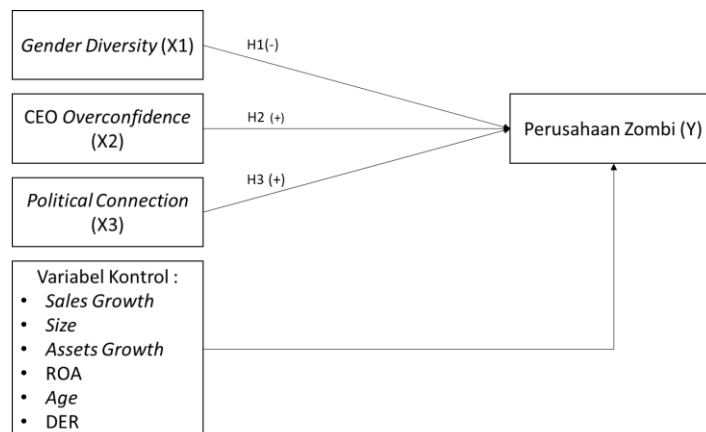 Gender Diversity (X1)
H1(-)
CEO Overconfidence
(X2)
H2 (+)
Perusahaan Zombi (Y)
Political Connection
(X3)
H3 (+)
Variabel Kontrol :
• Sales Growth
• Size
• Assets Growth
• ROA
• Age
• DER